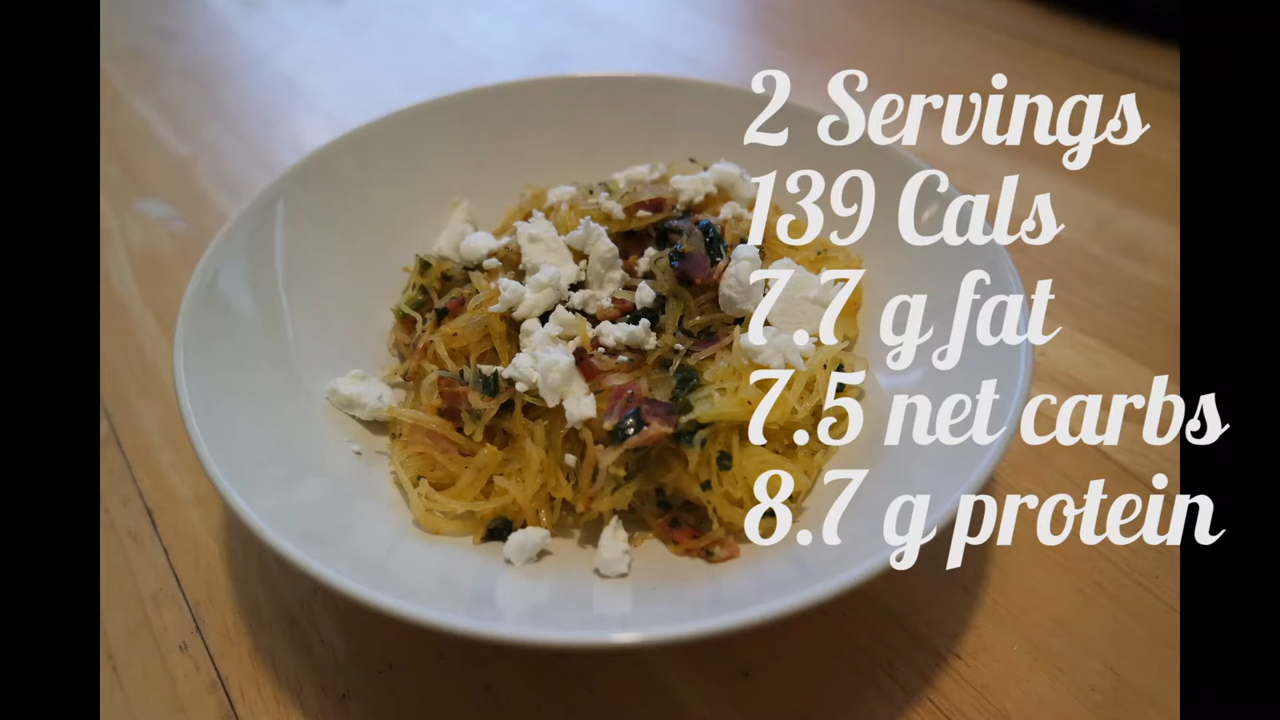 2 Servings
139 Cals
7.7 g fat
7.5 net carbs
8.7 g protein